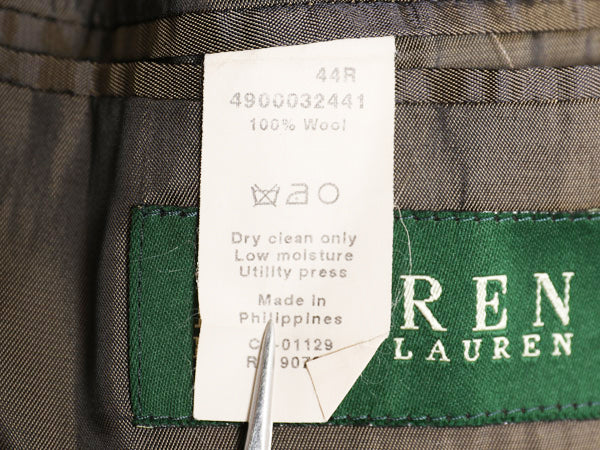 44R
4900032441
100% Wool
Dry clean only
Low moisture
Utility press
Made in
Philippines
REN
LAUREN